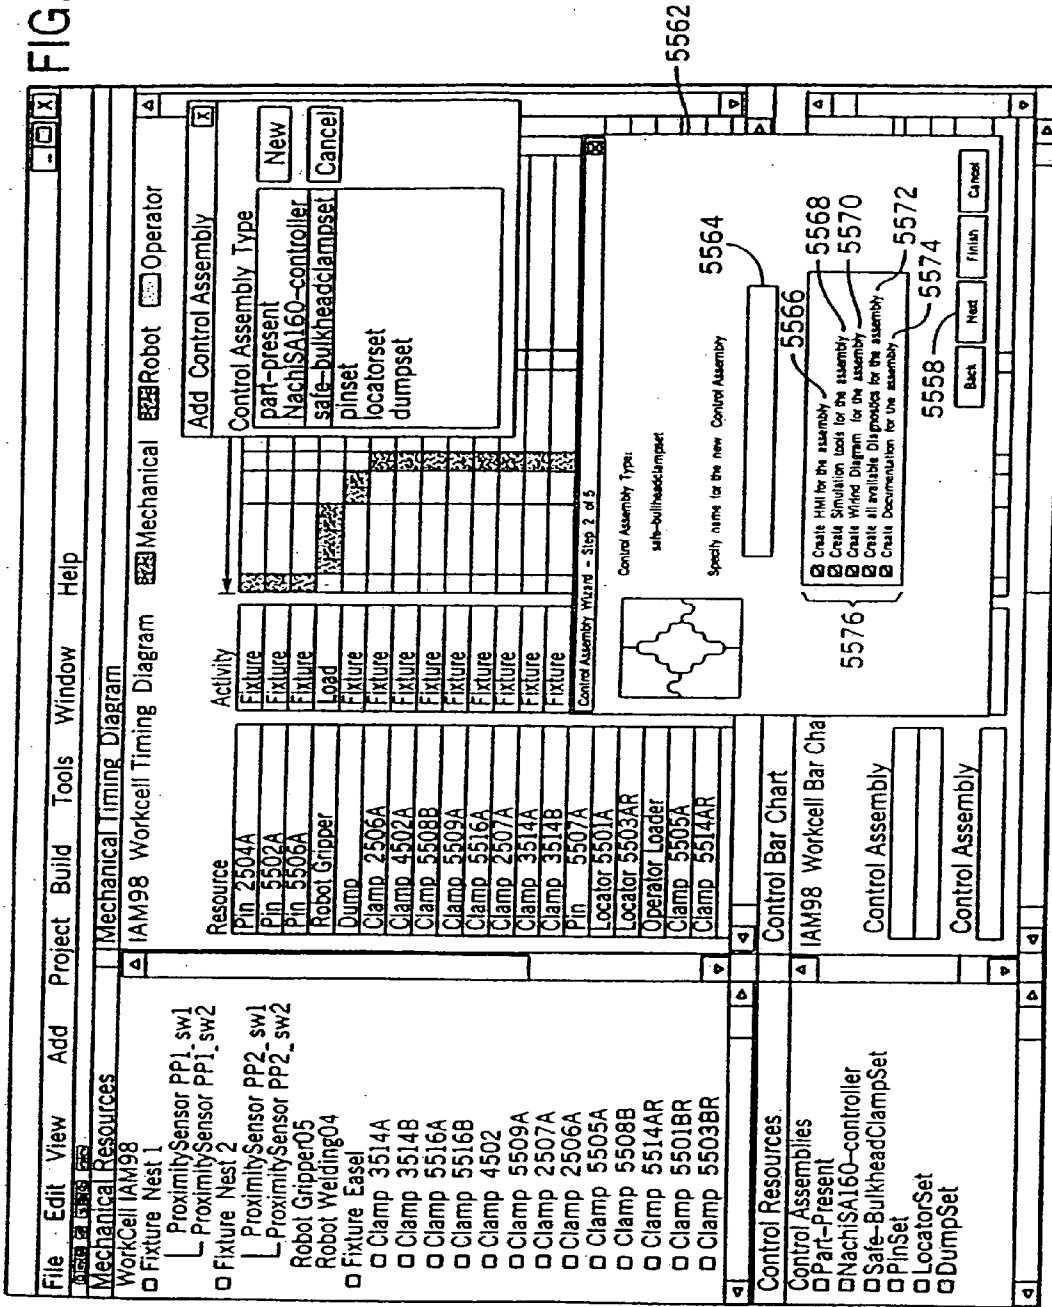 FIG.
File Edit View Add Project Build Tools Window Help
Mechanical Resources
WorkCell IAM98
Fixture Nest 1
ProximitySensor PP1_sw1
ProximitySensor PP1_sw2
Fixture Nest 2
ProximitySensor PP2_sw1
ProximitySensor PP2_sw2
Robot Gripper05
Robot Welding04
Fixture Easel
Clamp 3514A
Clamp 3514B
Clamp 5516A
Clamp 5516B
Clamp 4502
Clamp 5509A
Clamp 2507A
Clamp 2506A
Clamp 5505A
Clamp 5508B
Clamp 5514AR
Clamp 5501BR
Clamp 5503BR
Mechanical Timing Diagram
IAM98 Workcell Timing Diagram Mechanical Robot Operator
Resource Activity
Pin 2504A Fixture
Pin 5502A Fixture
Pin 5506A Fixture
Robot Gripper Load
Dump Fixture
Clamp 2506A Fixture
Clamp 4502A Fixture
Clamp 5508B Fixture
Clamp 5509A Fixture
Clamp 5516A Fixture
Clamp 2507A Fixture
Clamp 3514A Fixture
Clamp 3514B Fixture
Pin 5507A
Locator 5501A
Locator 5503AR
Operator Loader
Clamp 5505A
Clamp 5514AR
Add Control Assembly
X
Control Assembly Type
part-present
NachiSA160-controller
safe-bulkheadclampset
pinset
locatorset
dumpset
New
Cancel
Control Assembly Wizard - Step 2 of 5
Control Assembly Type:
safe-bullheadclampset
Specify name for the new Control Assembly
Create HMI for the assembly
Create Simulation tools for the assembly
Create Wirind Diagram for the assembly
Create all available Diagnostics for the assembly
Create Documentation for the assembly
Back Next Finish Cancel
5562
5564
5566
5568
5570
5572
5574
5558
5576
Control Resources
Control Assemblies
Part-Present
NachiSA160-controller
Safe-BulkheadClampSet
PinSet
LocatorSet
DumpSet
Control Bar Chart
IAM98 Workcell Bar Cha
Control Assembly
Control Assembly